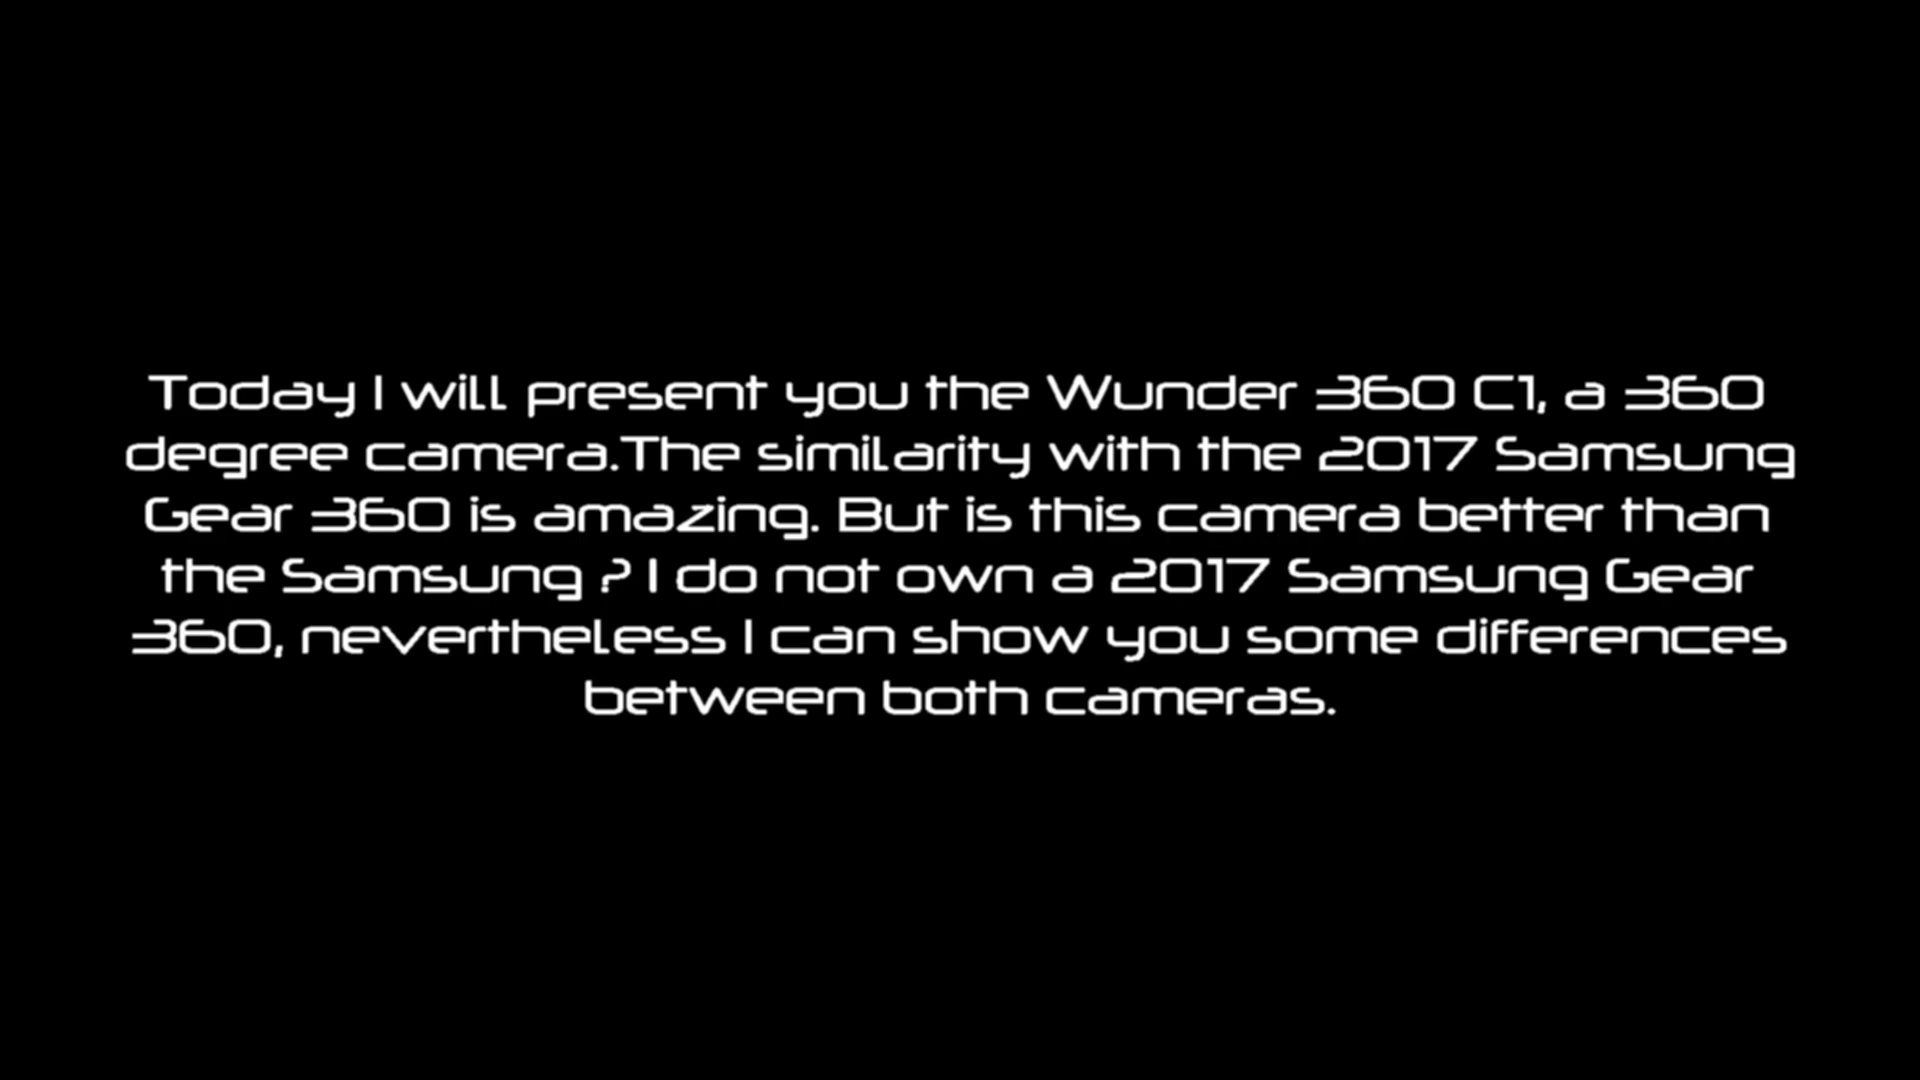 Today I will present you the Wunder 360 C1, a 360
degree camera.The similarity with the 2017 Samsung
Gear 360 is amazing. But is this camera better than
the Samsung ? I do not own a 2017 Samsung Gear
360, nevertheless I can show you some differences
between both cameras.